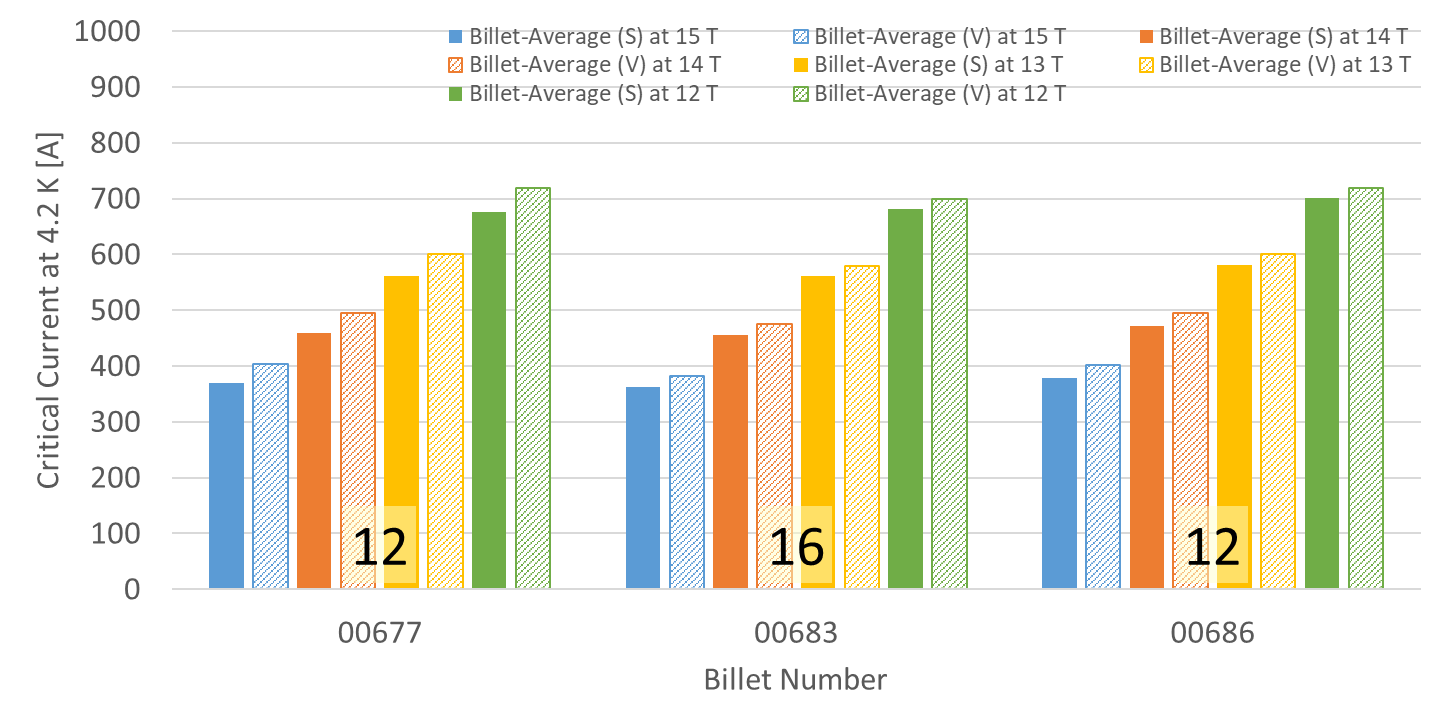 1000
900
800
700
600
500
400
300
200
100
0
Critical Current at 4.2 K [A]
Billet-Average (S) at 15 T Billet-Average (V) at 15 T Billet-Average (S) at 14 T
Billet-Average (V) at 14 T Billet-Average (S) at 13 T Billet-Average (V) at 13 T
Billet-Average (S) at 12 T Billet-Average (V) at 12 T
12 16 12
00677 00683 00686
Billet Number